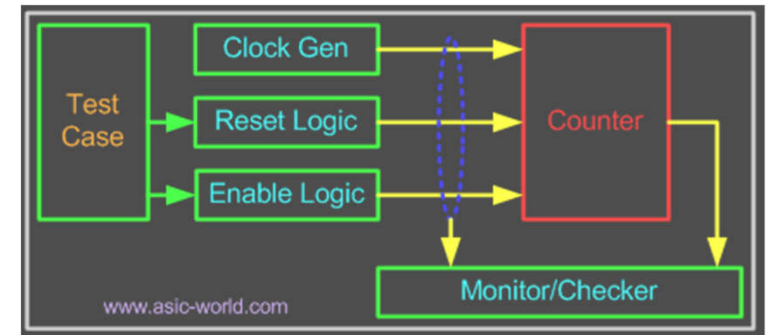 Clock Gen
Test
Case
Reset Logic
Counter
Enable Logic
Monitor/Checker
www.asic-world.com